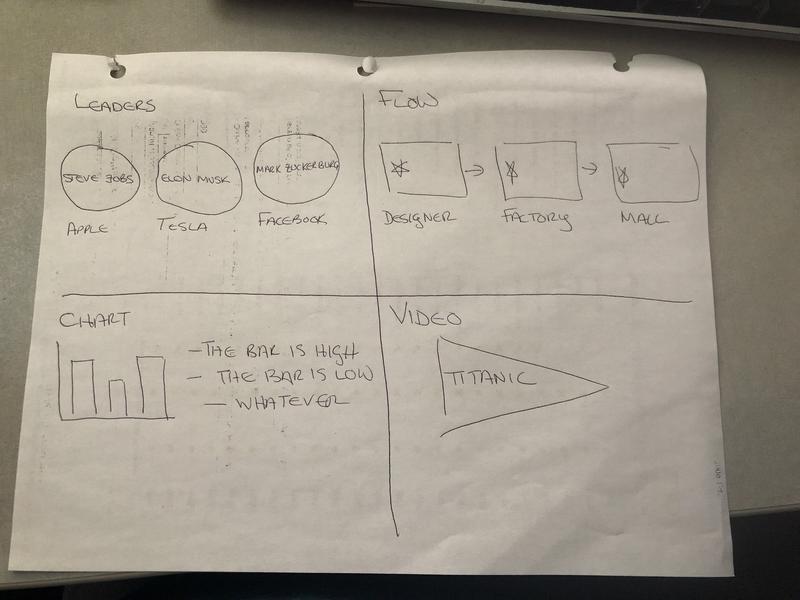 LEADERS
STEVE JOBS
ELON MUSK
MARK ZUCKERBURG
APPLE
TESLA
FACEBOOK
FLOW
DESIGNER
FACTORY
MALL
CHART
- THE BAR IS HIGH
- THE BAR IS LOW
- WHATEVER
VIDEO
TITANIC